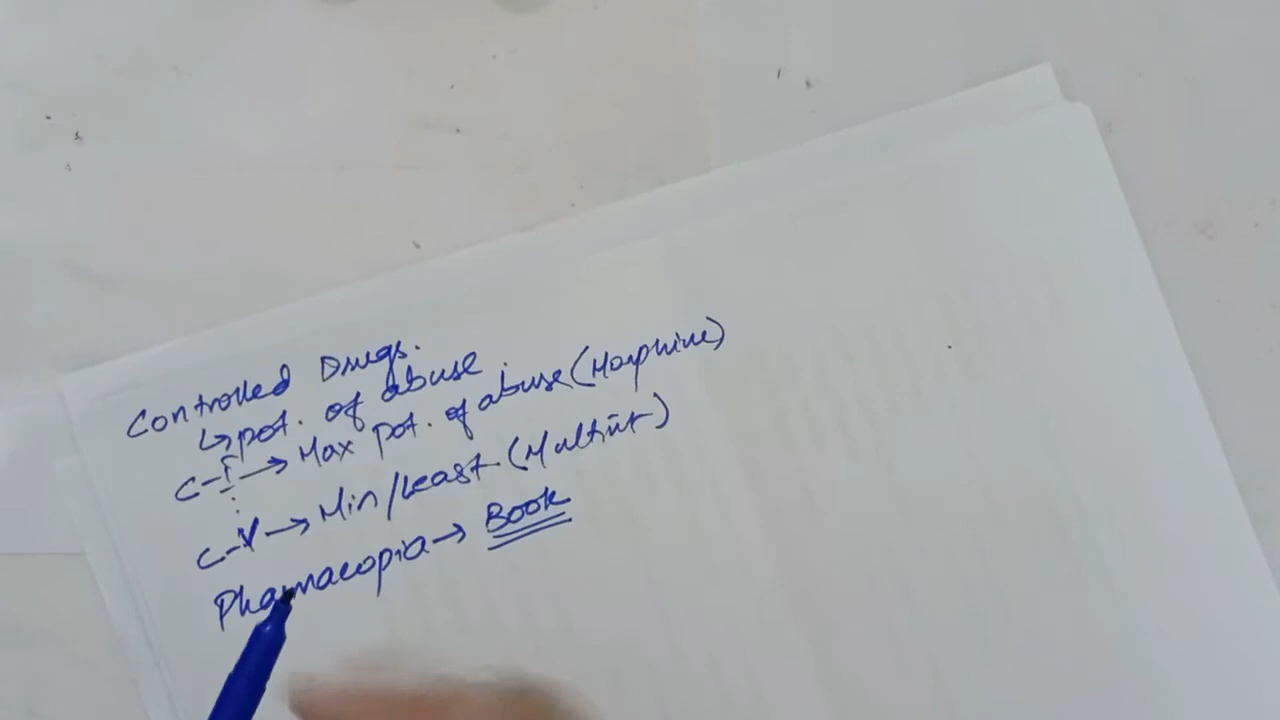 Controlled Drugs.
↳ pot. of abuse.
C-I → Max pot. of abuse (Morphine)
:
C-V → Min/Least. (Multivit)
Pharmacopia → Book